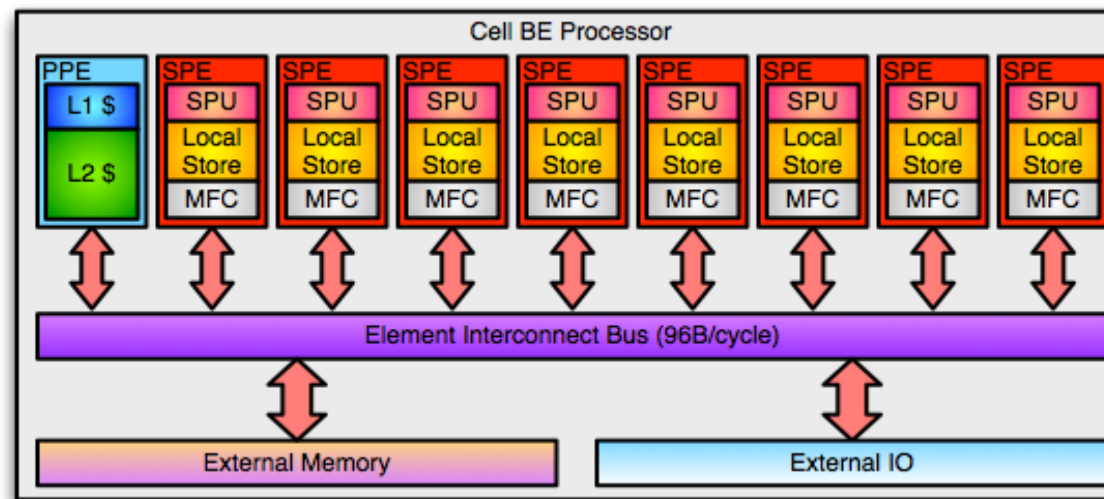 Cell BE Processor
PPE
L1 $
L2 $
SPE
SPU
Local
Store
MFC
SPE
SPU
Local
Store
MFC
SPE
SPU
Local
Store
MFC
SPE
SPU
Local
Store
MFC
SPE
SPU
Local
Store
MFC
SPE
SPU
Local
Store
MFC
SPE
SPU
Local
Store
MFC
SPE
SPU
Local
Store
MFC
Element Interconnect Bus (96B/cycle)
External Memory
External IO